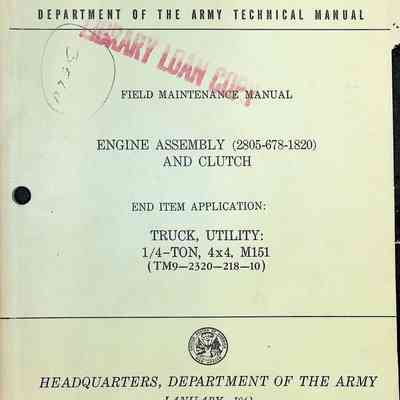 DEPARTMENT OF THE ARMY TECHNICAL MANUAL
LIBRARY LOAN COPY
FIELD MAINTENANCE MANUAL
ENGINE ASSEMBLY (2805-678-1820)
AND CLUTCH
END ITEM APPLICATION:
TRUCK, UTILITY:
1/4-TON, 4x4, M151
(TM9-2320-218-10)
HEADQUARTERS, DEPARTMENT OF THE ARMY
JANUARY